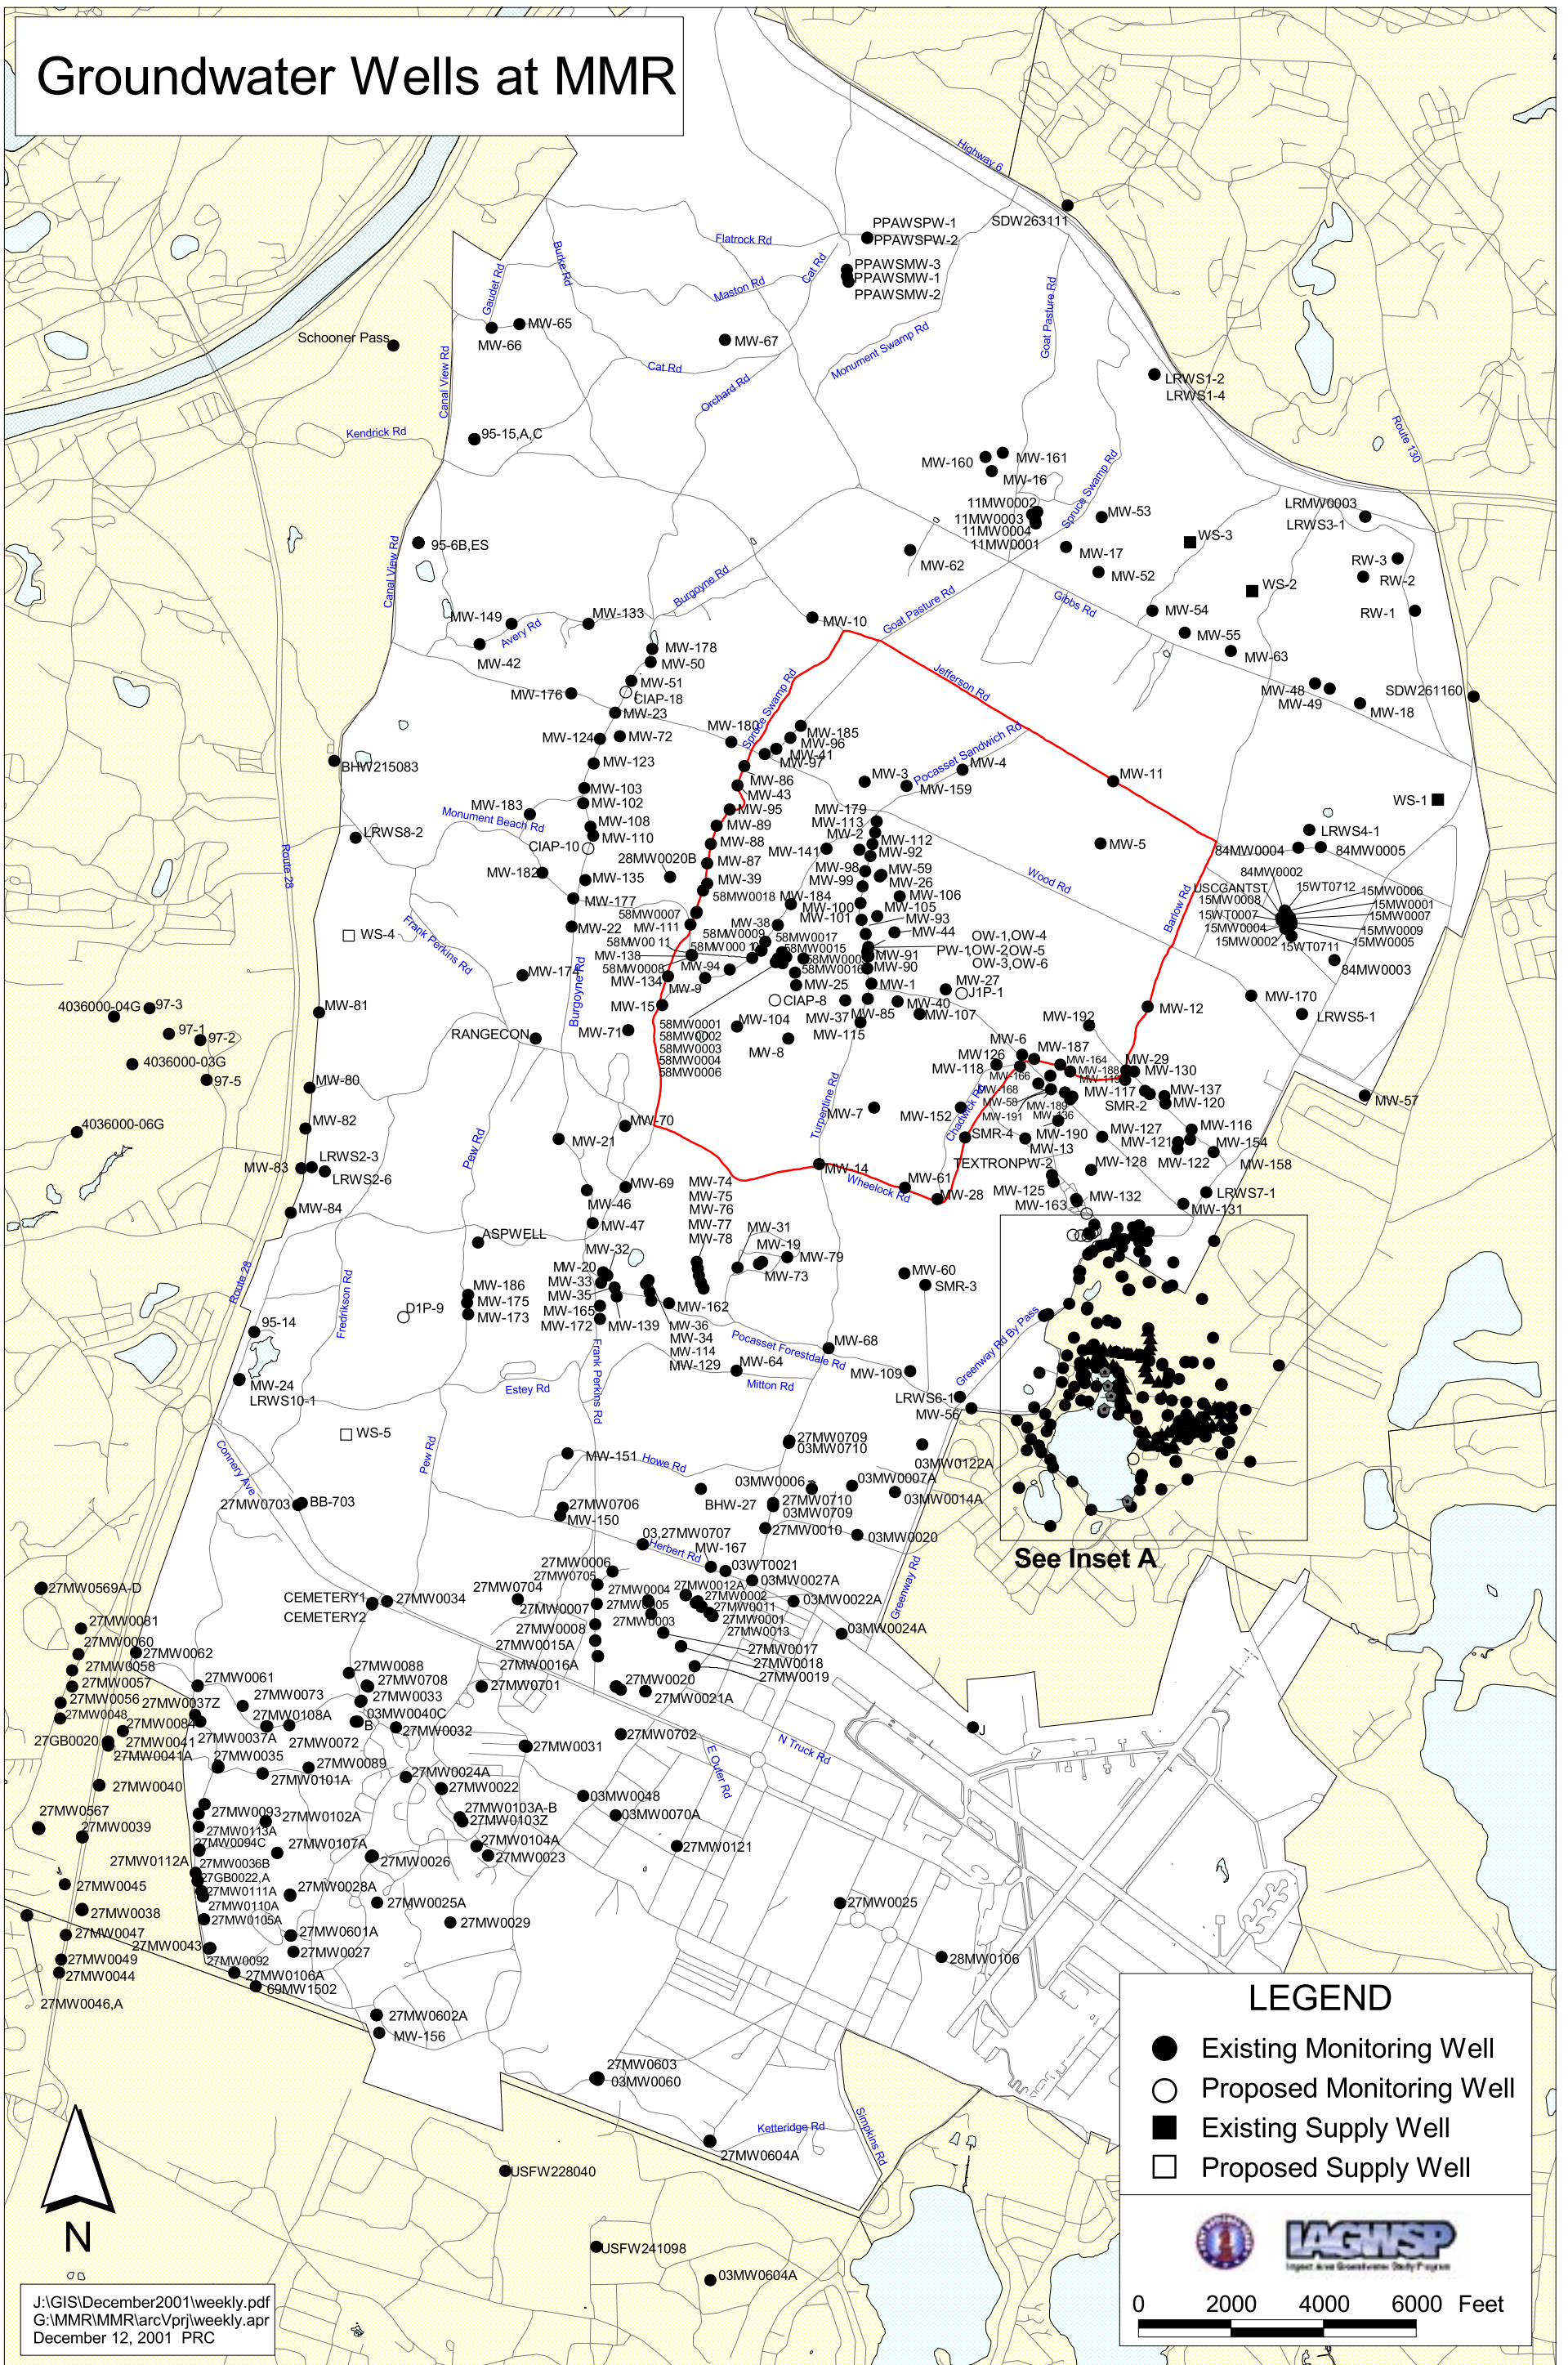 Groundwater Wells at MMR
Highway 6
SDW263111
PPAWSPW-1
PPAWSPW-2
Flatrock Rd
PPAWSMW-3
PPAWSMW-1
PPAWSMW-2
Burke Rd
Gaudet Rd
Maston Rd
Cat Rd
Goat Pasture Rd
MW-65
MW-66
Schooner Pass
MW-67
Monument Swamp Rd
Canal View Rd
Cat Rd
Orchard Rd
LRWS1-2
LRWS1-4
Route 130
Kendrick Rd
95-15,A,C
MW-160
MW-161
MW-16
Spruce Swamp Rd
11MW0002
11MW0003
11MW0004
11MW0001
MW-53
LRMW0003
LRWS3-1
WS-3
95-6B,ES
Canal View Rd
MW-62
MW-17
MW-52
RW-3
RW-2
WS-2
RW-1
Burgoyne Rd
Goat Pasture Rd
Gibbs Rd
MW-54
MW-149
MW-133
Avery Rd
MW-10
MW-55
MW-42
MW-178
MW-50
MW-63
MW-51
MW-176
CIAP-18
Spruce Swamp Rd
Jefferson Rd
MW-48
MW-49
MW-18
SDW261160
MW-23
MW-180
MW-185
MW-96
MW-41
MW-97
MW-124
MW-72
Pocasset Sandwich Rd
MW-123
BHW215083
MW-86
MW-43
MW-3
MW-4
MW-159
MW-11
MW-103
MW-102
MW-95
WS-1
MW-183
Monument Beach Rd
MW-108
MW-110
MW-89
MW-179
MW-113
MW-2
MW-112
LRWS8-2
MW-88
CIAP-10
MW-141
MW-92
MW-5
LRWS4-1
84MW0004
84MW0005
28MW0020B
MW-87
MW-98
MW-59
Route 28
MW-182
MW-135
MW-39
MW-99
MW-26
Wood Rd
84MW0002
USCGANTST
15WT0712
15MW0006
15MW0008
15MW0001
15WT0007
15MW0007
15MW0004
15MW0009
15MW0002
15WT0711
15MW0005
84MW0003
MW-177
58MW0018
MW-184
MW-100
MW-106
MW-105
58MW0007
MW-101
MW-93
Barlow Rd
MW-22
MW-111
MW-38
MW-44
OW-1,OW-4
PW-1,OW-2,OW-5
OW-3,OW-6
WS-4
Frank Perkins Rd
58MW00 11
58MW0009
58MW0017
58MW0015
MW-138
MW-91
MW-90
58MW0008
MW-94
58MW0016
MW-174
MW-134
MW-9
MW-25
MW-1
MW-27
J1P-1
MW-170
4036000-04G
97-3
MW-81
MW-15
CIAP-8
MW-37
MW-85
MW-40
MW-107
MW-12
LRWS5-1
97-1
97-2
RANGECON
Burgoyne Rd
MW-71
58MW0001
58MW0002
58MW0003
58MW0004
58MW0006
MW-104
MW-8
MW-115
MW-192
4036000-03G
MW-6
MW126
MW-118
MW-187
MW-164
MW-29
MW-188
MW-130
97-5
MW-80
MW-166
MW-168
MW-117
MW-137
SMR-2
MW-120
MW-57
MW-58
MW-189
MW-7
MW-152
MW-191
4036000-06G
MW-82
MW-70
MW-21
Turpentine Rd
Chadwick Rd
SMR-4
MW-190
MW-13
MW-127
MW-116
MW-121
MW-154
MW-122
MW-158
Pew Rd
MW-83
LRWS2-3
LRWS2-6
MW-14
TEXTRONPW-2
MW-128
MW-69
MW-46
MW-74
MW-75
MW-76
MW-77
MW-78
Wheelock Rd
MW-61
MW-28
MW-125
MW-163
MW-132
LRWS7-1
MW-131
MW-84
MW-47
ASPWELL
MW-31
MW-19
MW-79
MW-73
MW-32
MW-20
MW-33
MW-35
MW-165
MW-172
MW-139
MW-162
MW-60
SMR-3
Route 28
Fredrikson Rd
MW-186
MW-175
MW-173
D1P-9
95-14
MW-36
MW-34
MW-114
MW-129
Pocasset Forestdale Rd
MW-68
MW-64
MW-109
Greenway Rd By Pass
MW-24
LRWS10-1
Estey Rd
Frank Perkins Rd
Mitton Rd
LRWS6-1
MW-56
WS-5
Connery Ave
Pew Rd
MW-151
Howe Rd
27MW0709
03MW0710
03MW0122A
03MW0006
03MW0007A
03MW0014A
27MW0703
BB-703
27MW0706
MW-150
BHW-27
27MW0710
03MW0709
27MW0010
03MW0020
03,27MW0707
Herbert Rd
MW-167
03WT0021
See Inset A
27MW0006
27MW0705
03MW0027A
27MW0569A-D
CEMETERY1
CEMETERY2
27MW0034
27MW0704
27MW0004
27MW0012A
27MW0002
03MW0022A
27MW0007
27MW0011
27MW0003
27MW0001
27MW0013
Greenway Rd
27MW0081
27MW0008
27MW0015A
03MW0024A
27MW0060
27MW0062
27MW0016A
27MW0017
27MW0018
27MW0019
27MW0058
27MW0061
27MW0088
27MW0708
27MW0701
27MW0020
27MW0021A
27MW0057
27MW0056
27MW0037Z
27MW0073
27MW0033
27MW0048
27MW0084
27MW0108A
03MW0040C
B
27MW0032
27MW0702
J
27GB0020
27MW0041
27MW0037A
27MW0072
27MW0031
N Truck Rd
27MW0041A
27MW0035
27MW0089
27MW0101A
27MW0024A
E Outer Rd
27MW0040
27MW0022
03MW0048
27MW0567
27MW0093
27MW0102A
27MW0103A-B
27MW0103Z
03MW0070A
27MW0039
27MW0113A
27MW0094C
27MW0107A
27MW0104A
27MW0121
27MW0112A
27MW0036B
27MW0026
27MW0023
27GB0022,A
27MW0045
27MW0111A
27MW0028A
27MW0110A
27MW0025A
27MW0025
27MW0038
27MW0105A
27MW0029
27MW0047
27MW0601A
27MW0043
27MW0027
27MW0049
27MW0092
28MW0106
27MW0044
27MW0106A
69MW1502
27MW0046,A
27MW0602A
MW-156
27MW0603
03MW0060
Simpkins Rd
Ketteridge Rd
27MW0604A
USFW228040
USFW241098
03MW0604A
N
LEGEND
Existing Monitoring Well
Proposed Monitoring Well
Existing Supply Well
Proposed Supply Well
IAGWSP
Impact Area Groundwater Study Program
0 2000 4000 6000 Feet
J:\GIS\December2001\weekly.pdf
G:\MMR\MMR\arcVprj\weekly.apr
December 12, 2001 PRC